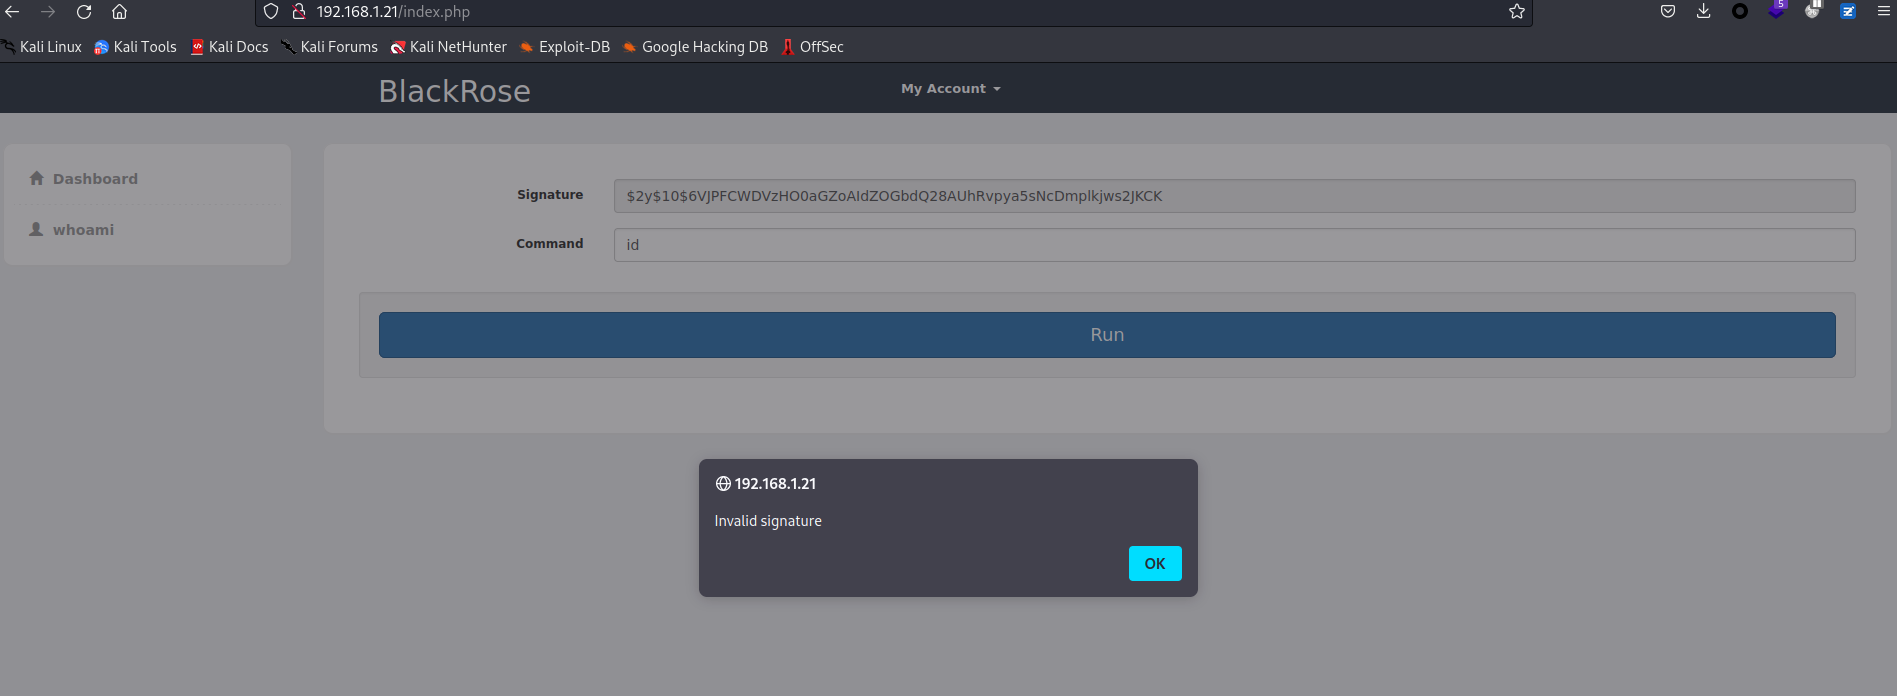 192.168.1.21/index.php
5
Kali Linux Kali Tools Kali Docs Kali Forums Kali NetHunter Exploit-DB Google Hacking DB OffSec
BlackRose My Account
Dashboard
whoami
Signature $2y$10$6VJPFCWDVzHO0aGZoAIdZOGbdQ28AUhRvpya5sNcDmplkjws2JKCK
Command id
Run
192.168.1.21
Invalid signature
OK